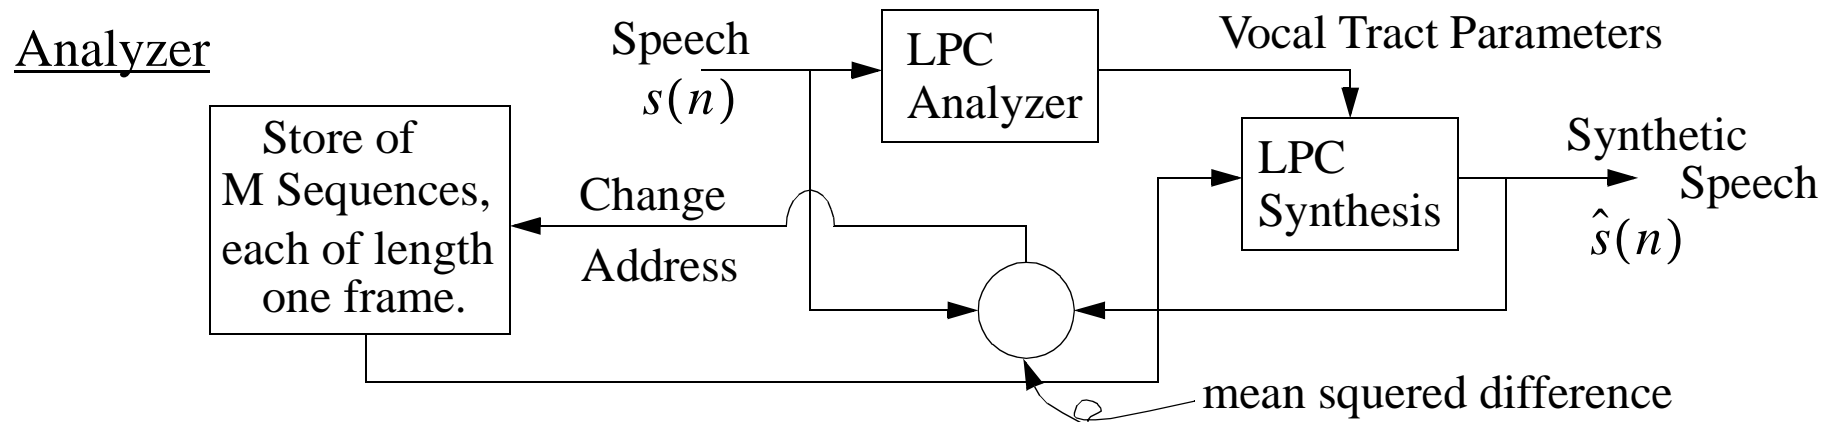 Analyzer
Speech
s(n)
LPC
Analyzer
Vocal Tract Parameters
Store of
M Sequences,
each of length
one frame.
Change
Address
LPC
Synthesis
Synthetic
Speech
ŝ(n)
mean squered difference